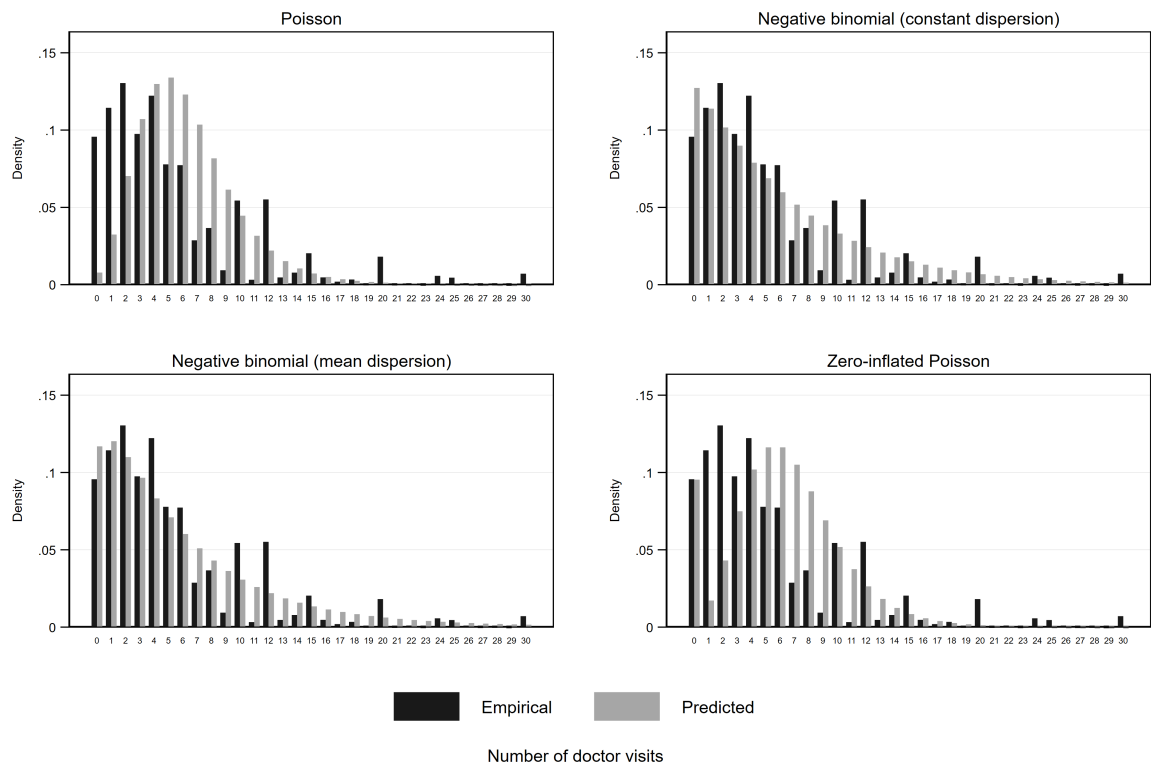 Poisson
Density
.15
.1
.05
0
0 1 2 3 4 5 6 7 8 9 10 11 12 13 14 15 16 17 18 19 20 21 22 23 24 25 26 27 28 29 30
Negative binomial (constant dispersion)
Density
.15
.1
.05
0
0 1 2 3 4 5 6 7 8 9 10 11 12 13 14 15 16 17 18 19 20 21 22 23 24 25 26 27 28 29 30
Negative binomial (mean dispersion)
Density
.15
.1
.05
0
0 1 2 3 4 5 6 7 8 9 10 11 12 13 14 15 16 17 18 19 20 21 22 23 24 25 26 27 28 29 30
Zero-inflated Poisson
Density
.15
.1
.05
0
0 1 2 3 4 5 6 7 8 9 10 11 12 13 14 15 16 17 18 19 20 21 22 23 24 25 26 27 28 29 30
Empirical Predicted
Number of doctor visits